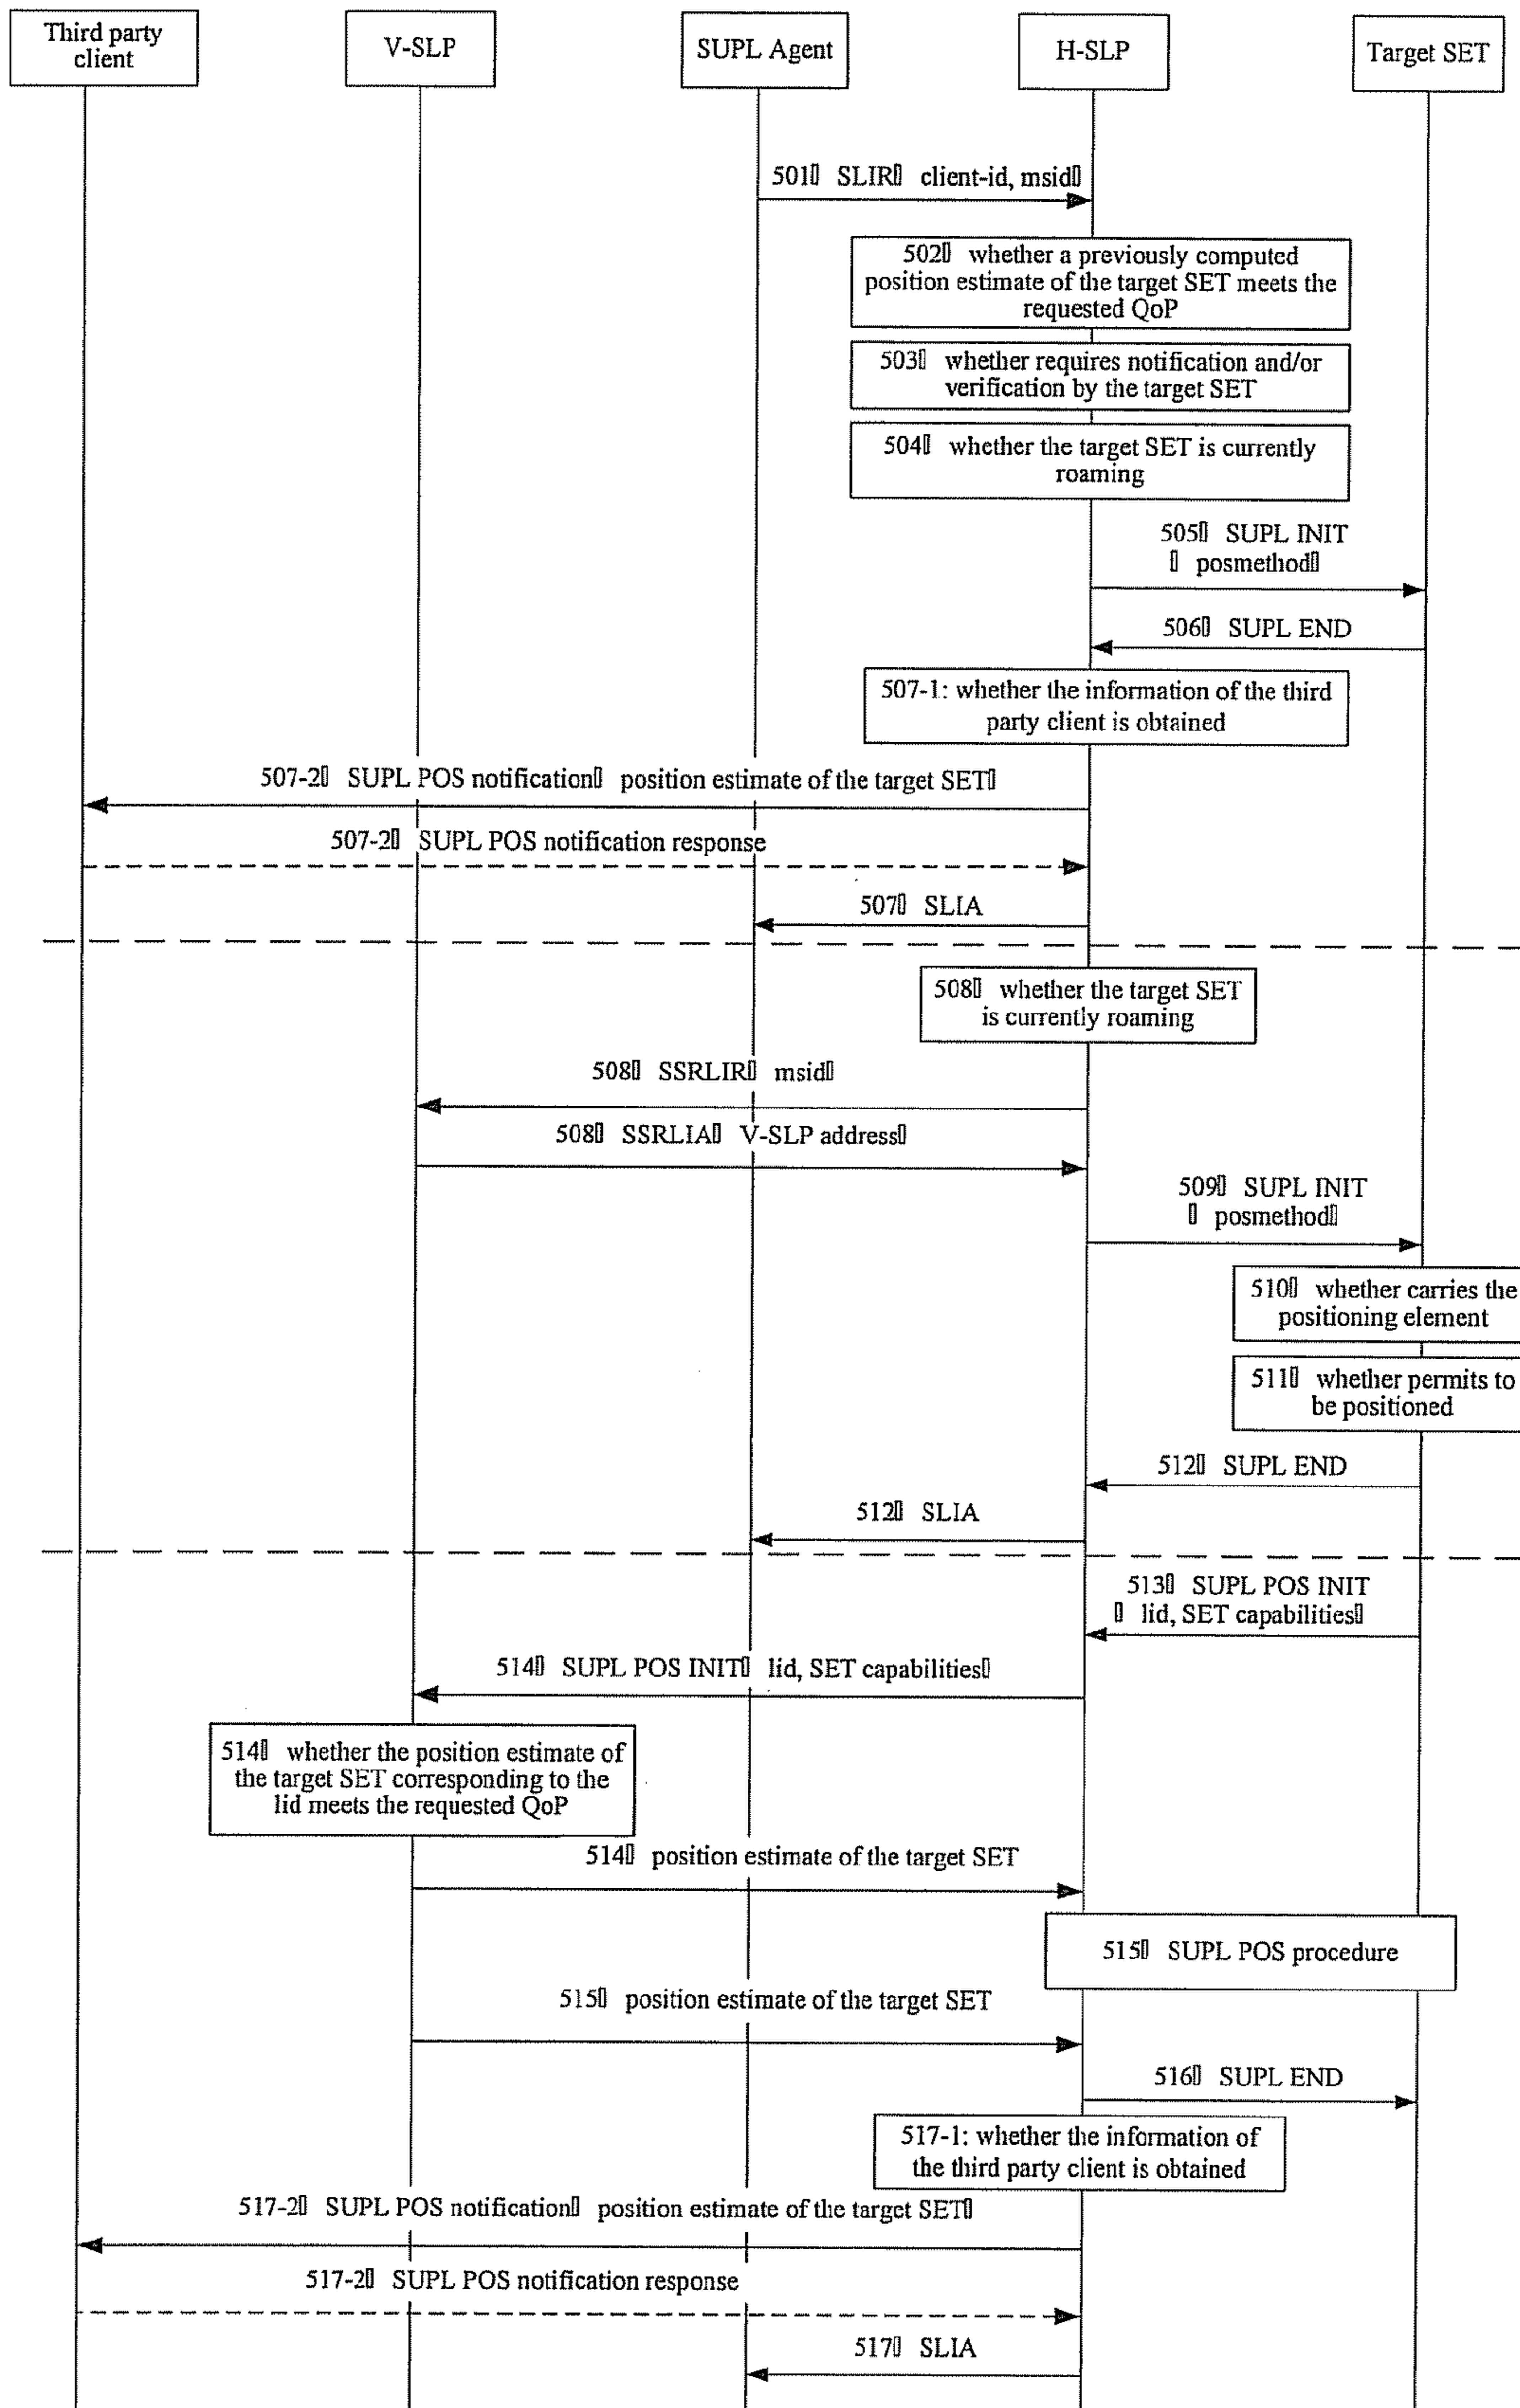 Third party
client
V-SLP
SUPL Agent
H-SLP
Target SET
501▯ SLIR▯ client-id, msid▯
502▯ whether a previously computed
position estimate of the target SET meets the
requested QoP
503▯ whether requires notification and/or
verification by the target SET
504▯ whether the target SET is currently
roaming
505▯ SUPL INIT
▯ posmethod▯
506▯ SUPL END
507-1: whether the information of the third
party client is obtained
507-2▯ SUPL POS notification▯ position estimate of the target SET▯
507-2▯ SUPL POS notification response
507▯ SLIA
508▯ whether the target SET
is currently roaming
508▯ SSRLIR▯ msid▯
508▯ SSRLIA▯ V-SLP address▯
509▯ SUPL INIT
▯ posmethod▯
510▯ whether carries the
positioning element
511▯ whether permits to
be positioned
512▯ SUPL END
512▯ SLIA
513▯ SUPL POS INIT
▯ lid, SET capabilities▯
514▯ SUPL POS INIT▯ lid, SET capabilities▯
514▯ whether the position estimate of
the target SET corresponding to the
lid meets the requested QoP
514▯ position estimate of the target SET
515▯ SUPL POS procedure
515▯ position estimate of the target SET
516▯ SUPL END
517-1: whether the information of
the third party client is obtained
517-2▯ SUPL POS notification▯ position estimate of the target SET▯
517-2▯ SUPL POS notification response
517▯ SLIA